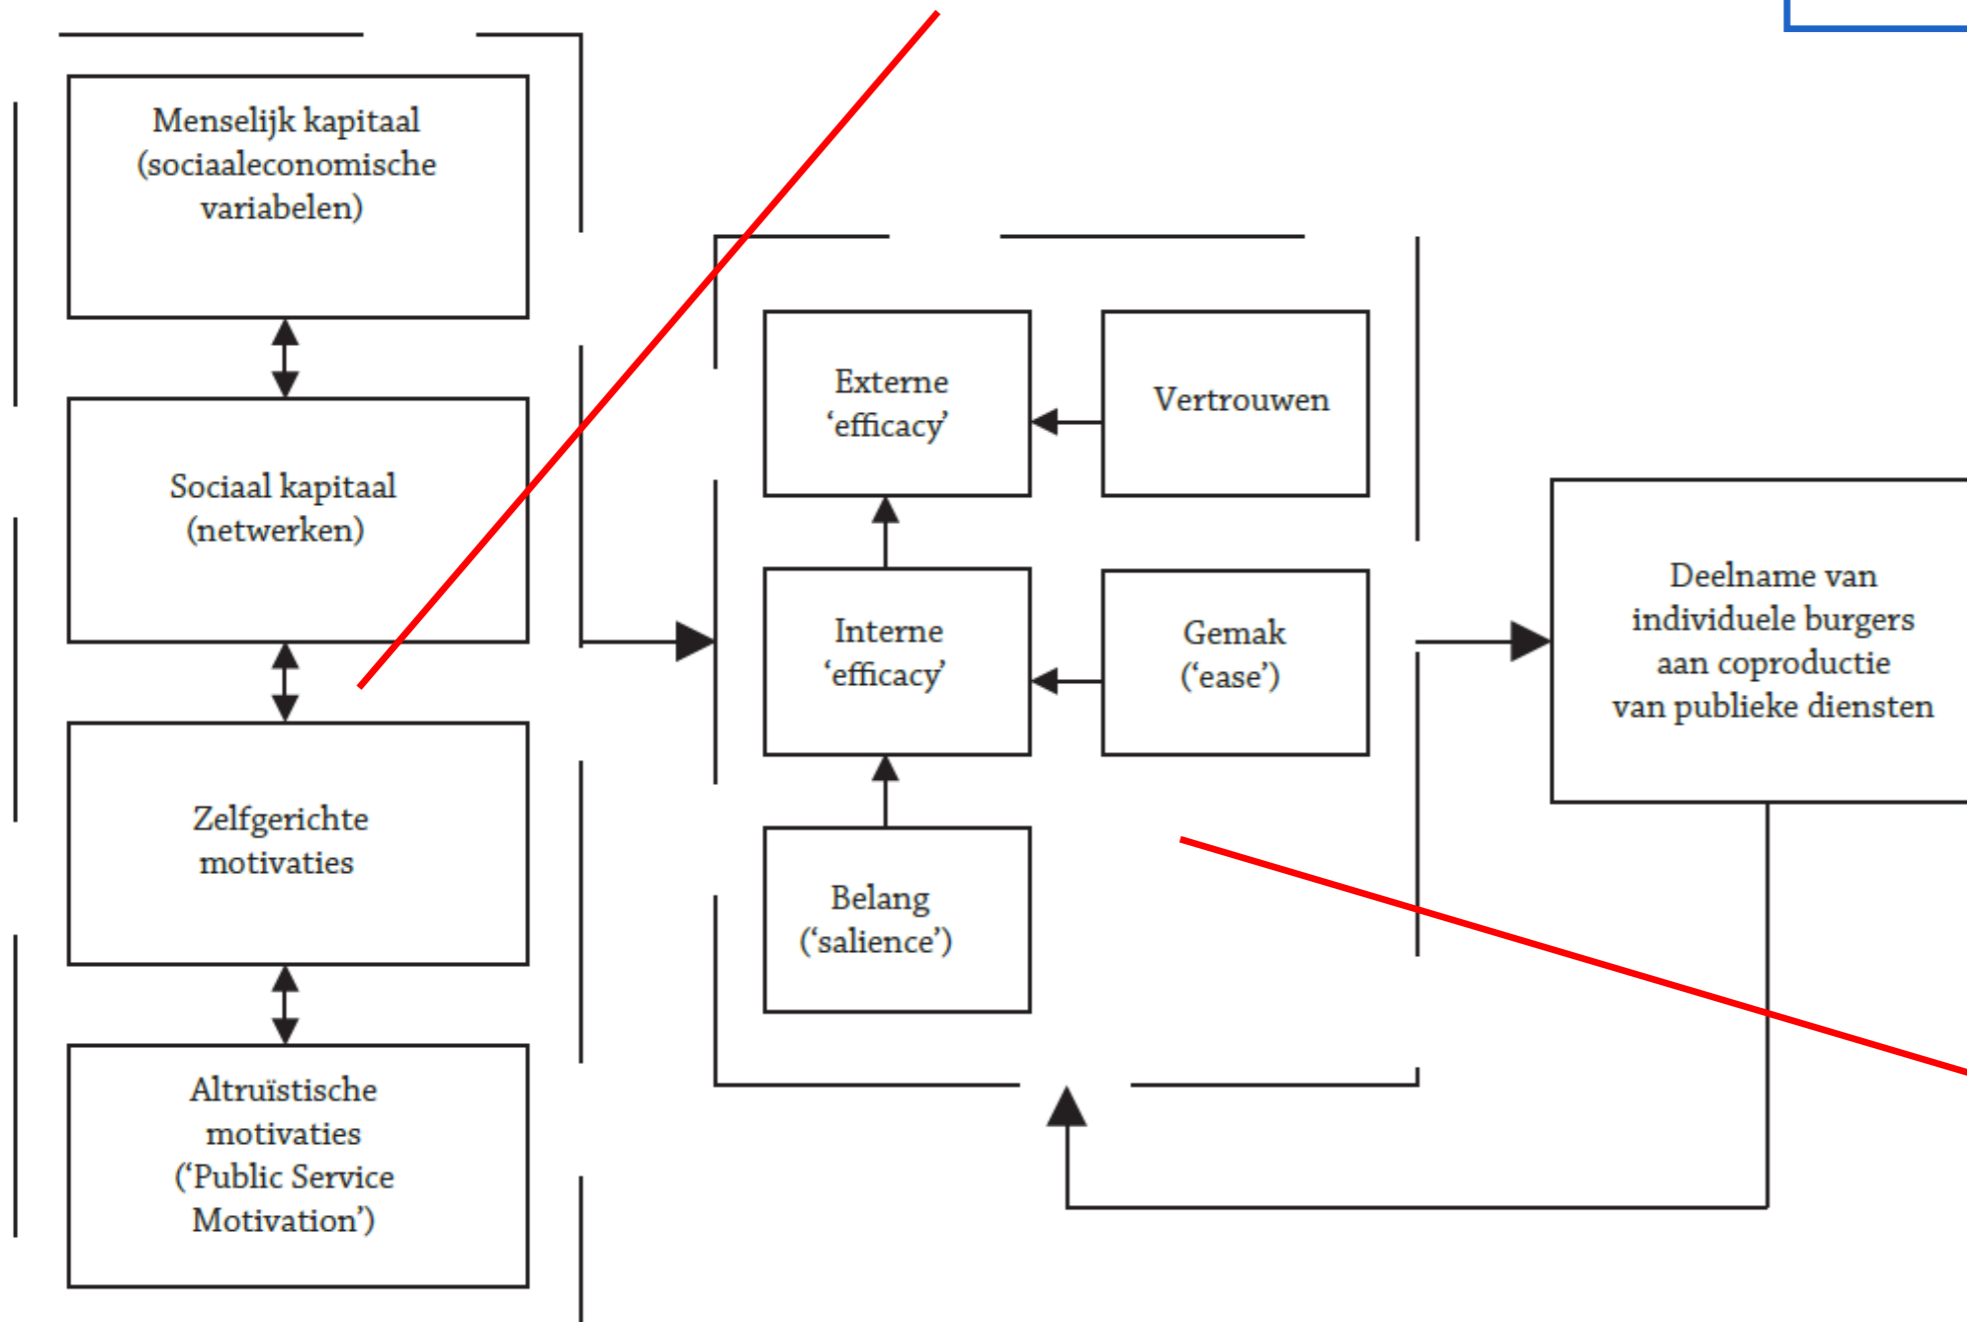 Menselijk kapitaal
(sociaaleconomische
variabelen)
Sociaal kapitaal
(netwerken)
Zelfgerichte
motivaties
Altruïstische
motivaties
(‘Public Service
Motivation’)
Externe
‘efficacy’
Vertrouwen
Interne
‘efficacy’
Gemak
(‘ease’)
Belang
(‘salience’)
Deelname van
individuele burgers
aan coproductie
van publieke diensten